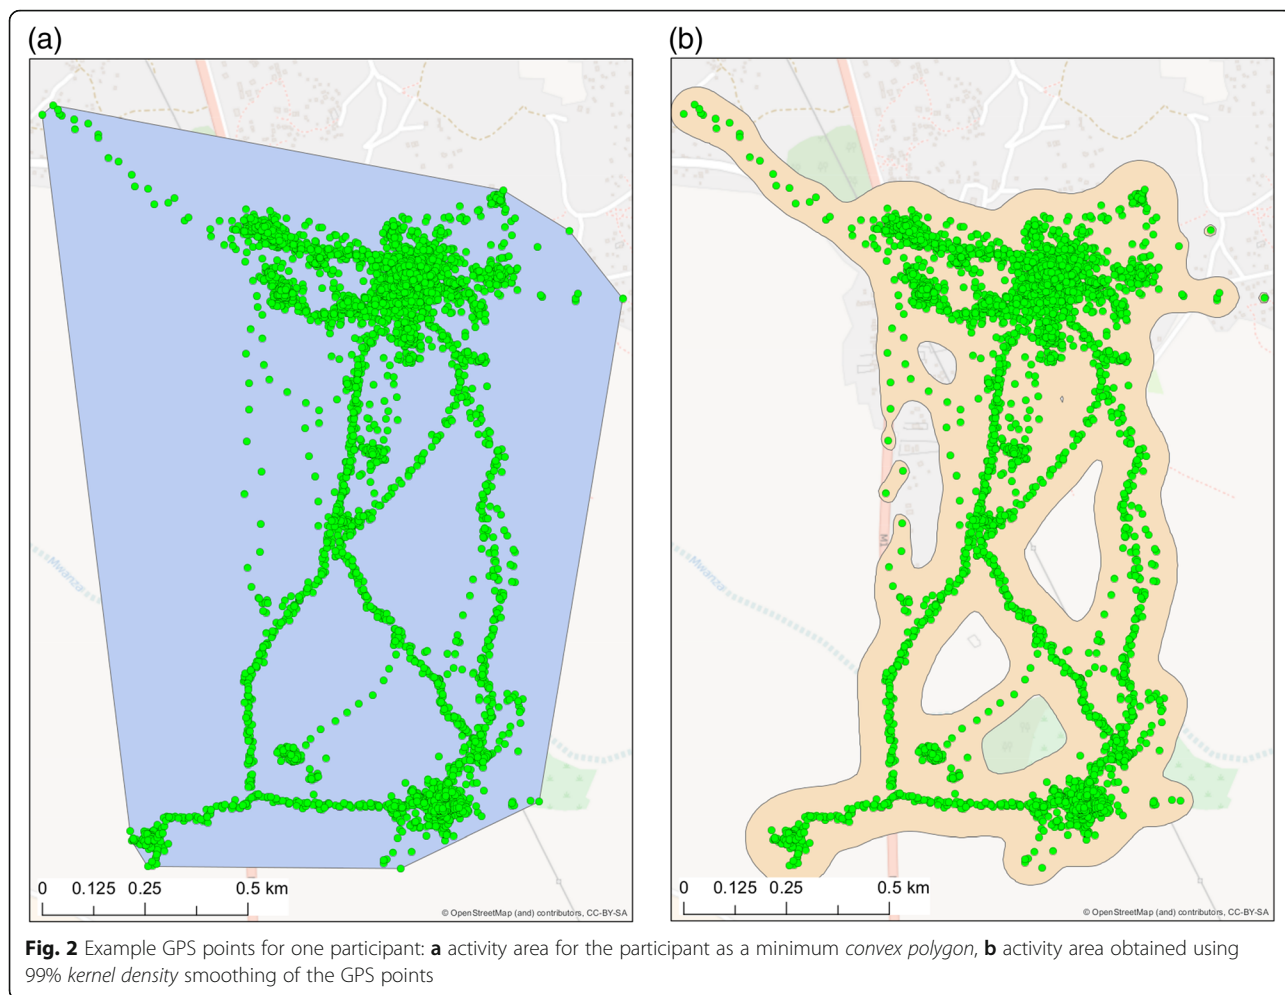 (a)
(b)
Mwanza
Mwanza
M1
0 0.125 0.25 0.5 km
© OpenStreetMap (and) contributors, CC-BY-SA
0 0.125 0.25 0.5 km
© OpenStreetMap (and) contributors, CC-BY-SA
Fig. 2 Example GPS points for one participant: a activity area for the participant as a minimum convex polygon, b activity area obtained using
99% kernel density smoothing of the GPS points